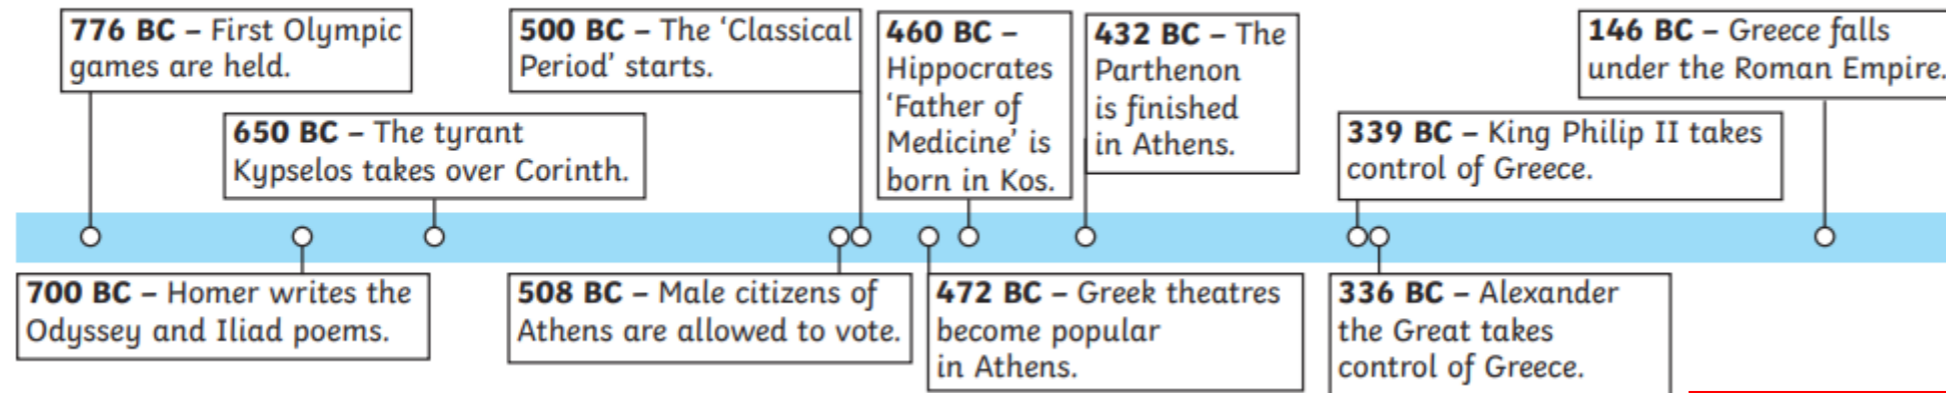 776 BC – First Olympic
games are held.
700 BC – Homer writes the
Odyssey and Iliad poems.
650 BC – The tyrant
Kypselos takes over Corinth.
508 BC – Male citizens of
Athens are allowed to vote.
500 BC – The ‘Classical
Period’ starts.
472 BC – Greek theatres
become popular
in Athens.
460 BC –
Hippocrates
‘Father of
Medicine’ is
born in Kos.
432 BC – The
Parthenon
is finished
in Athens.
339 BC – King Philip II takes
control of Greece.
336 BC – Alexander
the Great takes
control of Greece.
146 BC – Greece falls
under the Roman Empire.